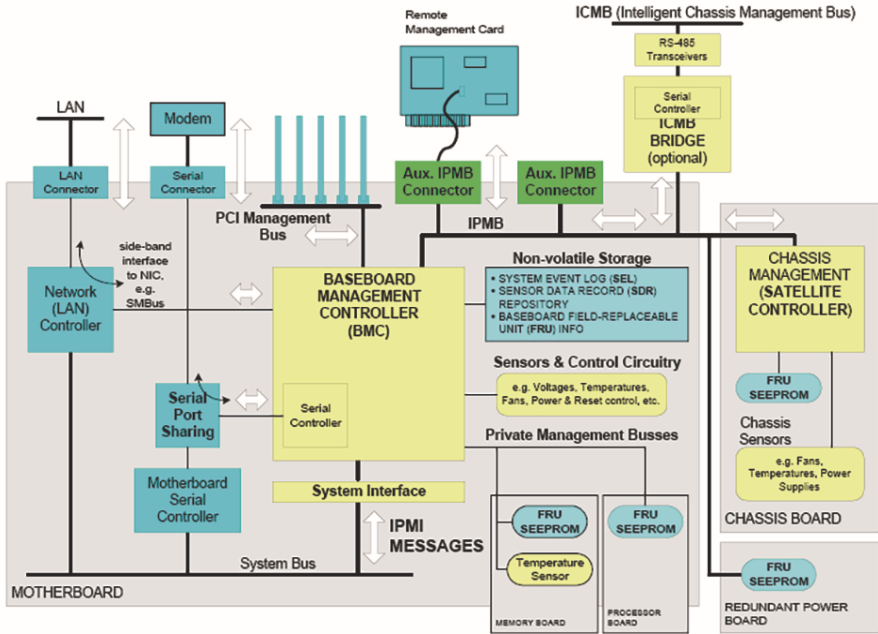 Remote
Management Card
ICMB (Intelligent Chassis Management Bus)
RS-485
Transceivers
Serial
Controller
ICMB
BRIDGE
(optional)
LAN
Modem
LAN
Connector
Serial
Connector
Aux. IPMB
Connector
Aux. IPMB
Connector
PCI Management
Bus
IPMB
side-band
interface
to NIC,
e.g.
SMBus
Network
(LAN)
Controller
BASEBOARD
MANAGEMENT
CONTROLLER
(BMC)
Non-volatile Storage
• SYSTEM EVENT LOG (SEL)
• SENSOR DATA RECORD (SDR)
REPOSITORY
• BASEBOARD FIELD-REPLACEABLE
UNIT (FRU) INFO
CHASSIS
MANAGEMENT
(SATELLITE
CONTROLLER)
Sensors & Control Circuitry
e.g. Voltages, Temperatures,
Fans, Power & Reset control, etc.
FRU
SEEPROM
Serial
Port
Sharing
Serial
Controller
Private Management Busses
Chassis
Sensors
e.g. Fans,
Temperatures, Power
Supplies
Motherboard
Serial
Controller
System Interface
IPMI
MESSAGES
FRU
SEEPROM
FRU
SEEPROM
CHASSIS BOARD
Temperature
Sensor
System Bus
MOTHERBOARD
MEMORY BOARD
PROCESSOR
BOARD
FRU
SEEPROM
REDUNDANT POWER
BOARD